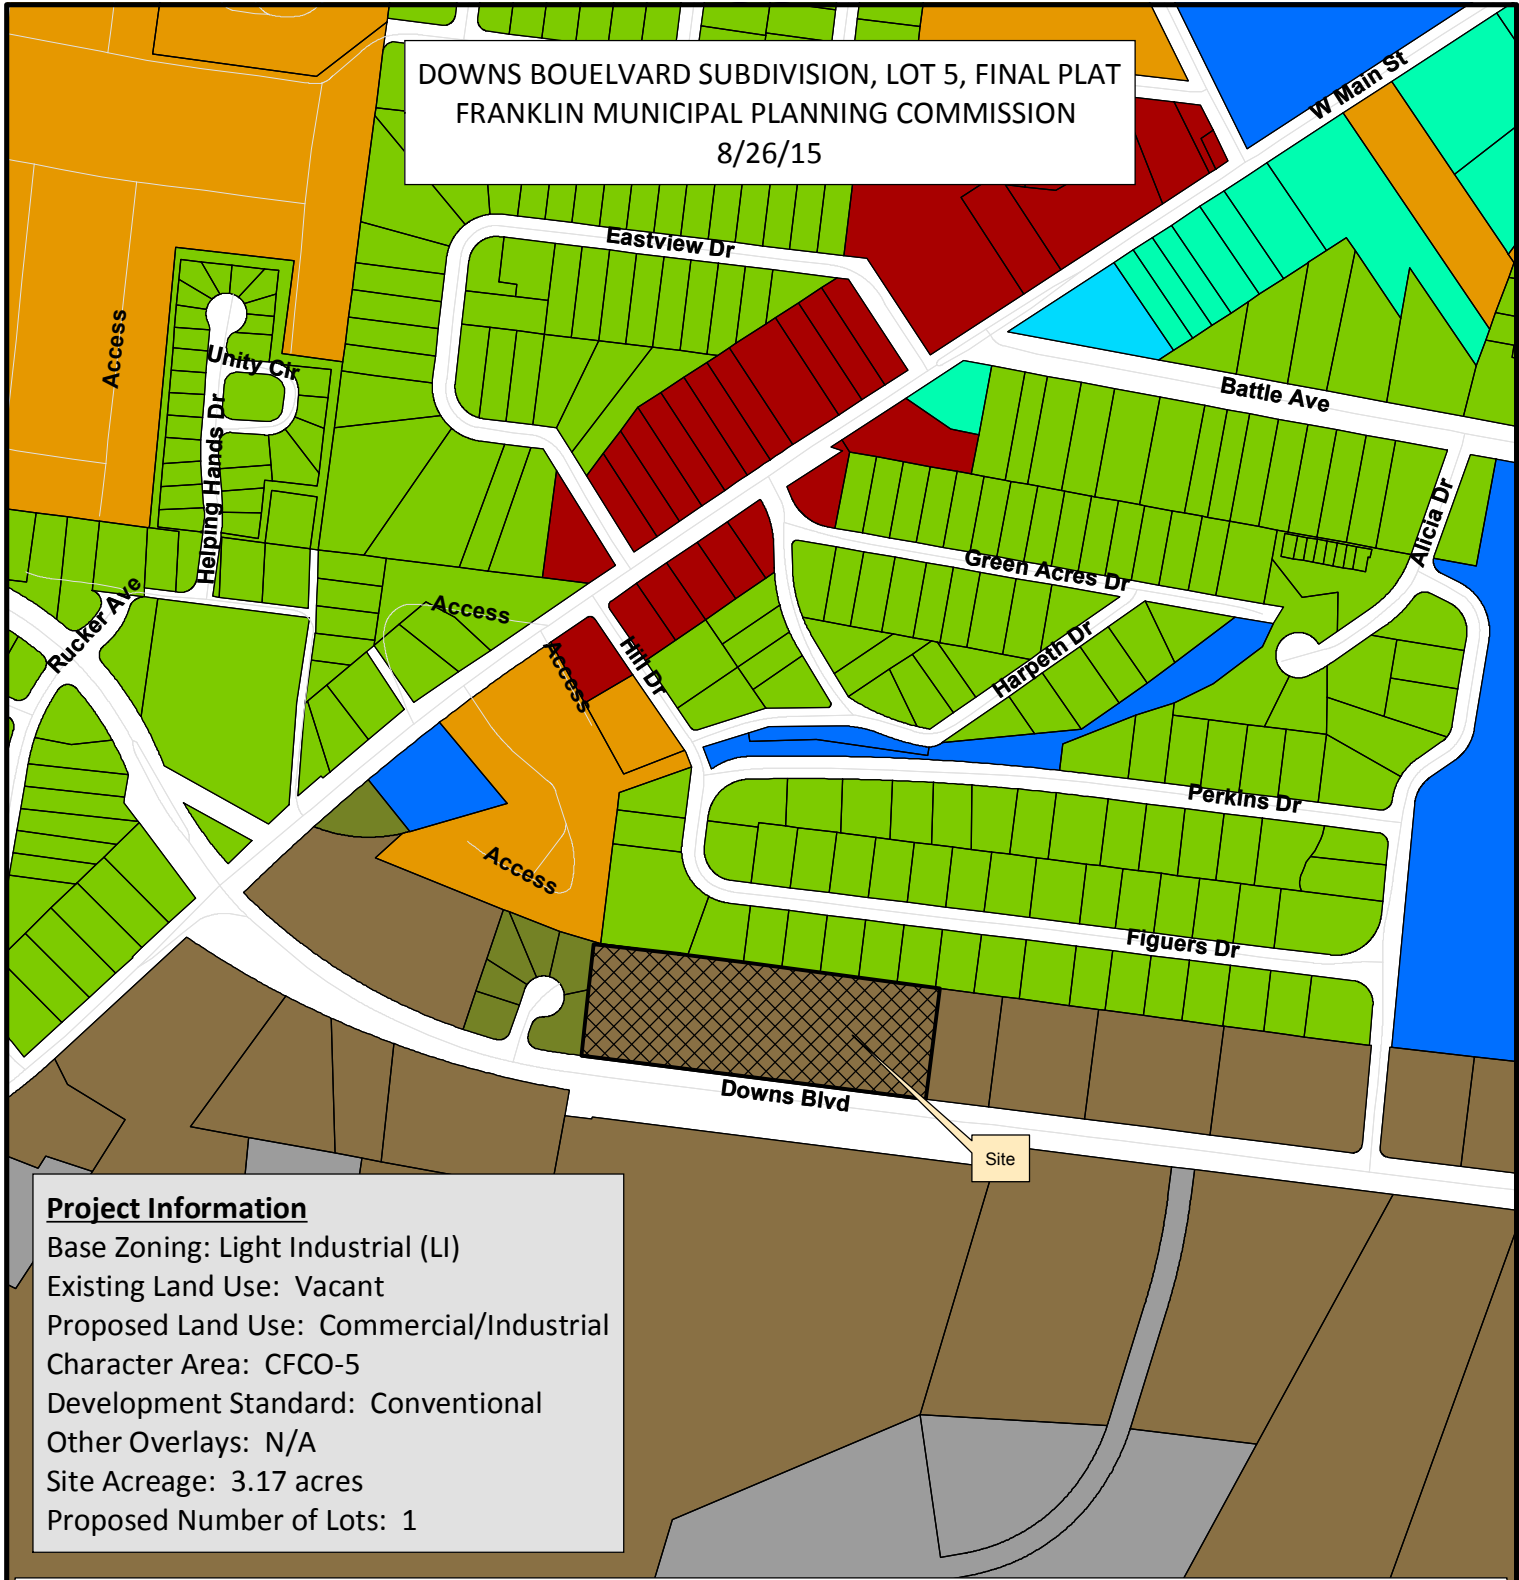 DOWNS BOUELVARD SUBDIVISION, LOT 5, FINAL PLAT
FRANKLIN MUNICIPAL PLANNING COMMISSION
8/26/15
W Main St
Eastview Dr
Access
Unity Cir
Helping Hands Dr
Battle Ave
Alicia Dr
Green Acres Dr
Rucker Ave
Access
Hill Dr
Access
Harpeth Dr
Perkins Dr
Access
Figuers Dr
Downs Blvd
Site
Project Information
Base Zoning: Light Industrial (LI)
Existing Land Use: Vacant
Proposed Land Use: Commercial/Industrial
Character Area: CFCO-5
Development Standard: Conventional
Other Overlays: N/A
Site Acreage: 3.17 acres
Proposed Number of Lots: 1